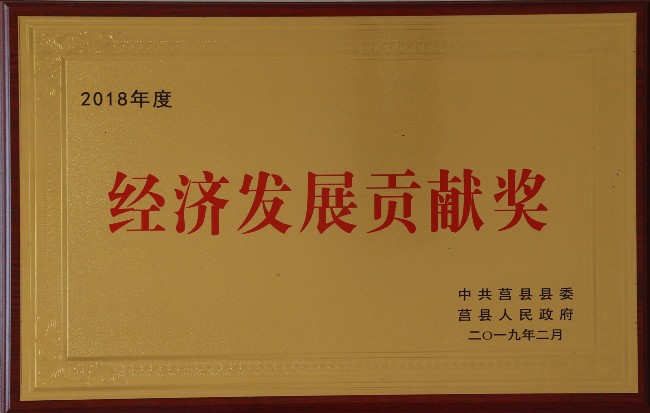 2018年度
经济发展贡献奖
中共莒县县委
莒县人民政府
二〇一九年二月